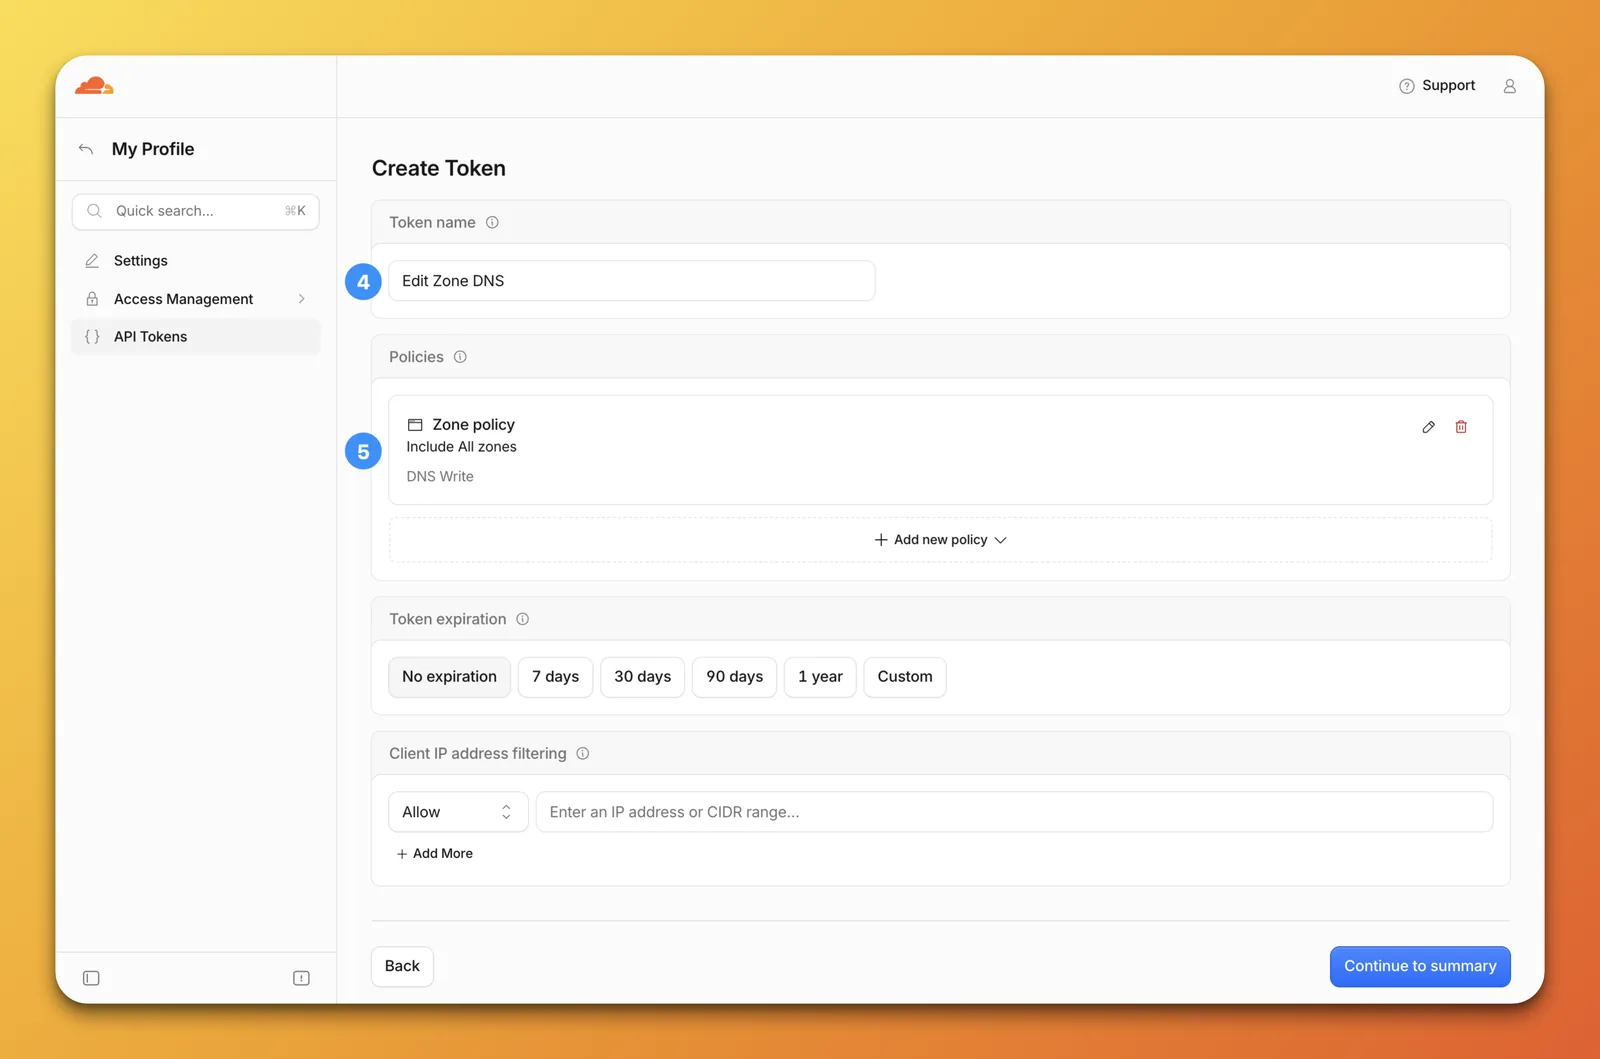 Support
My Profile
Quick search...
⌘K
Settings
Access Management
API Tokens
Create Token
Token name
4
Edit Zone DNS
Policies
5
Zone policy
Include All zones
DNS Write
Add new policy
Token expiration
No expiration
7 days
30 days
90 days
1 year
Custom
Client IP address filtering
Allow
Enter an IP address or CIDR range...
+ Add More
Back
Continue to summary